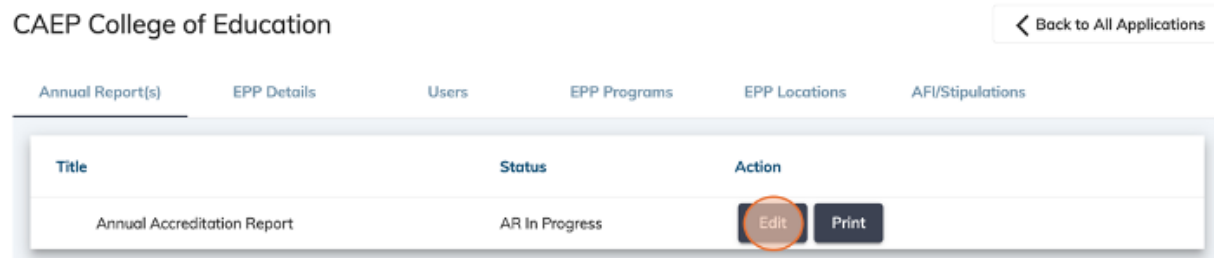 CAEP College of Education
Back to All Applications
Annual Report(s) EPP Details Users EPP Programs EPP Locations AFI/Stipulations
Title Status Action
Annual Accreditation Report AR In Progress Edit Print